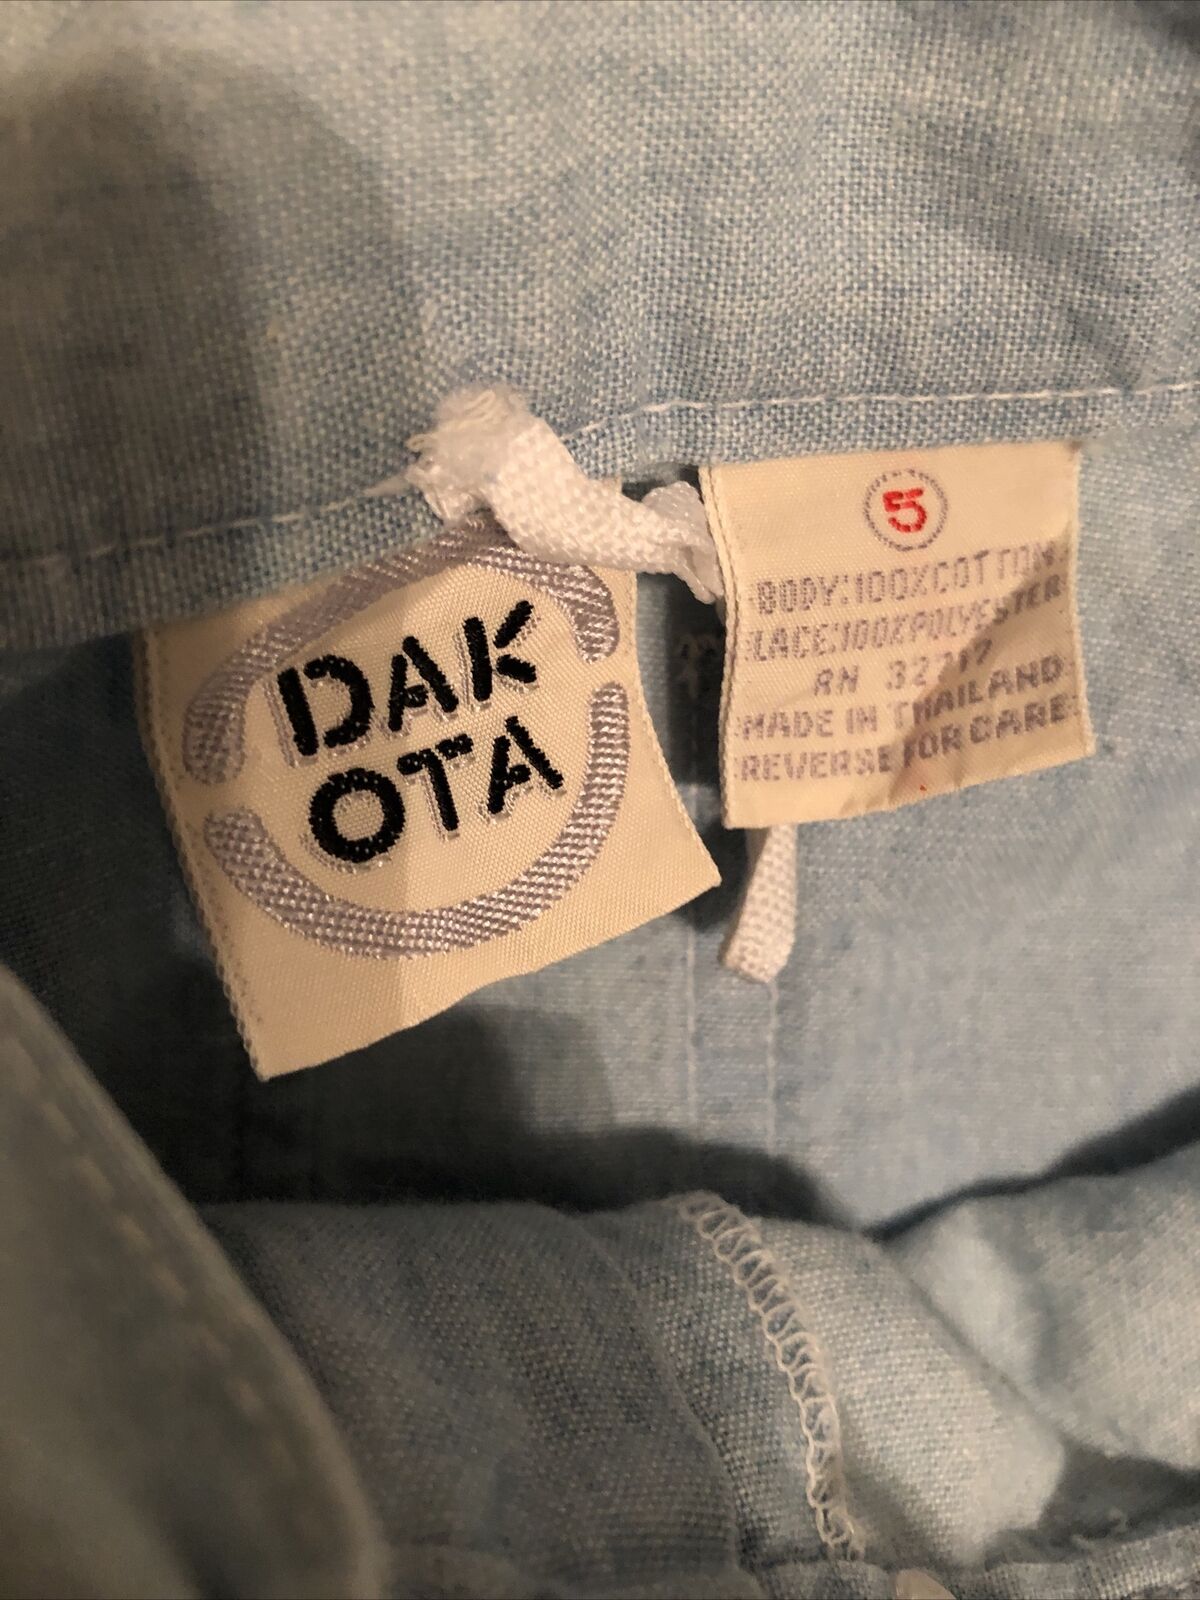 DAK
OTA
5
BODY:100%COTTON
LACE:100%POLYESTER
RN 32717
MADE IN THAILAND
REVERSE FOR CARE